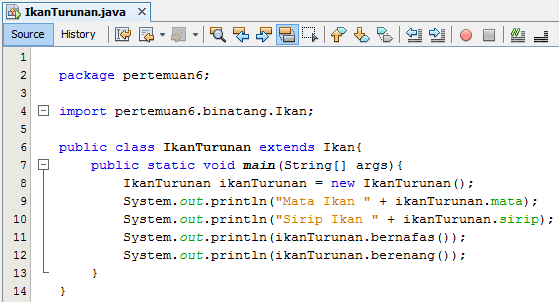 IkanTurunan.java
Source History
1
2 package pertemuan6;
3
4 import pertemuan6.binatang.Ikan;
5
6 public class IkanTurunan extends Ikan{
7 public static void main(String[] args){
8 IkanTurunan ikanTurunan = new IkanTurunan();
9 System.out.println("Mata Ikan " + ikanTurunan.mata);
10 System.out.println("Sirip Ikan " + ikanTurunan.sirip);
11 System.out.println(ikanTurunan.bernafas());
12 System.out.println(ikanTurunan.berenang());
13 }
14 }